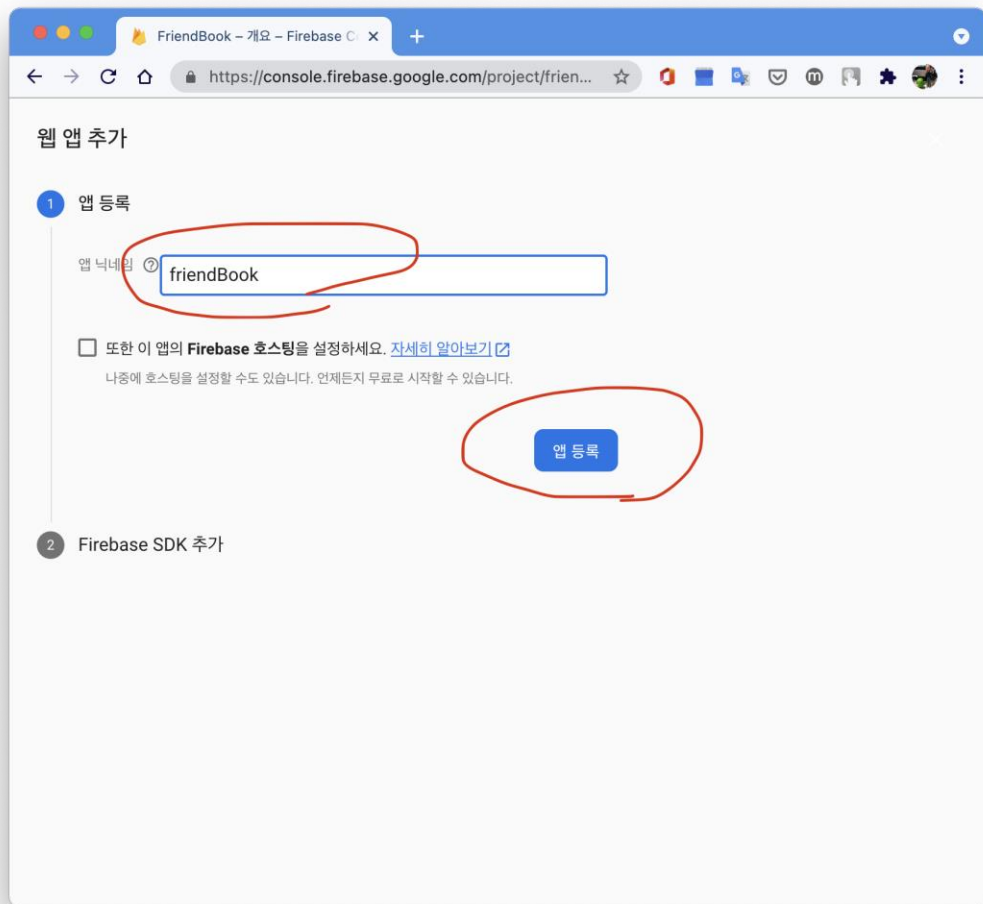 FriendBook – 개요 – Firebase C
https://console.firebase.google.com/project/frien...
웹 앱 추가
1 앱 등록
앱 닉네임
friendBook
또한 이 앱의 Firebase 호스팅을 설정하세요. 자세히 알아보기
나중에 호스팅을 설정할 수도 있습니다. 언제든지 무료로 시작할 수 있습니다.
앱 등록
2 Firebase SDK 추가